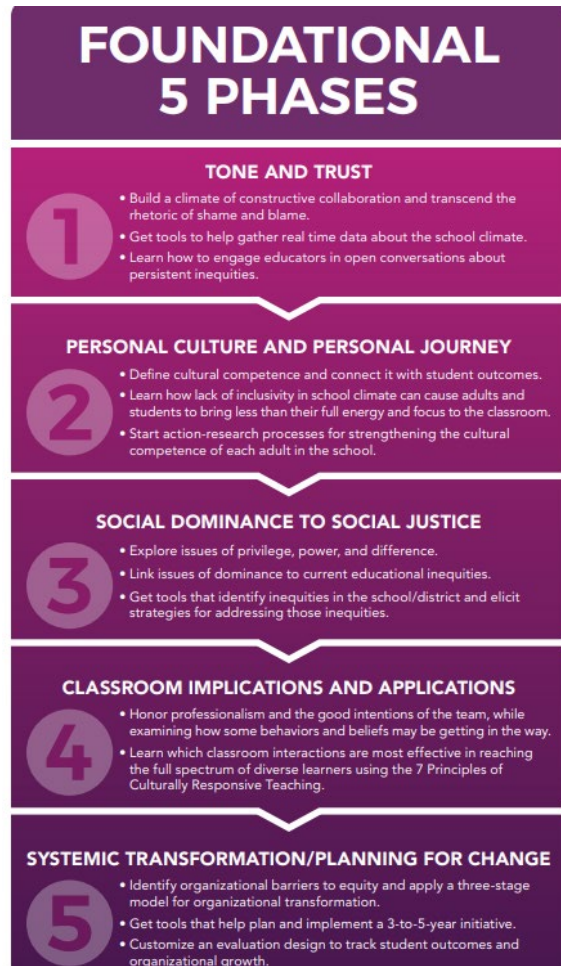 FOUNDATIONAL
5 PHASES
TONE AND TRUST
1
• Build a climate of constructive collaboration and transcend the
rhetoric of shame and blame.
• Get tools to help gather real time data about the school climate.
• Learn how to engage educators in open conversations about
persistent inequities.
PERSONAL CULTURE AND PERSONAL JOURNEY
2
• Define cultural competence and connect it with student outcomes.
• Learn how lack of inclusivity in school climate can cause adults and
students to bring less than their full energy and focus to the classroom.
• Start action-research processes for strengthening the cultural
competence of each adult in the school.
SOCIAL DOMINANCE TO SOCIAL JUSTICE
3
• Explore issues of privilege, power, and difference.
• Link issues of dominance to current educational inequities.
• Get tools that identify inequities in the school/district and elicit
strategies for addressing those inequities.
CLASSROOM IMPLICATIONS AND APPLICATIONS
4
• Honor professionalism and the good intentions of the team, while
examining how some behaviors and beliefs may be getting in the way.
• Learn which classroom interactions are most effective in reaching
the full spectrum of diverse learners using the 7 Principles of
Culturally Responsive Teaching.
SYSTEMIC TRANSFORMATION/PLANNING FOR CHANGE
5
• Identify organizational barriers to equity and apply a three-stage
model for organizational transformation.
• Get tools that help plan and implement a 3-to-5-year initiative.
• Customize an evaluation design to track student outcomes and
organizational growth.